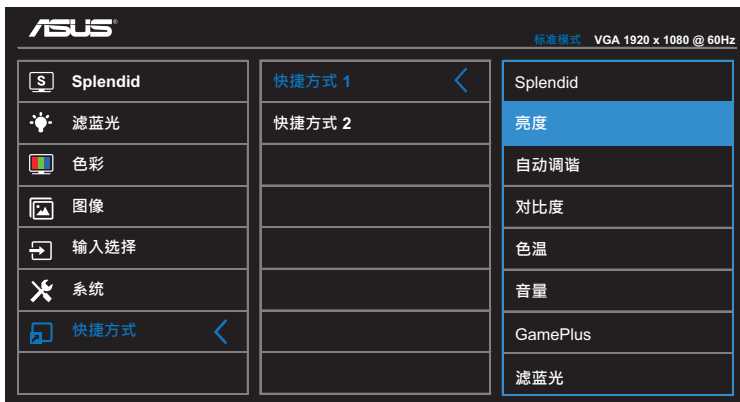 ASUS®
标准模式 VGA 1920 x 1080 @ 60Hz
S Splendid
滤蓝光
色彩
图像
输入选择
系统
快捷方式
快捷方式 1
快捷方式 2
Splendid
亮度
自动调谐
对比度
色温
音量
GamePlus
滤蓝光